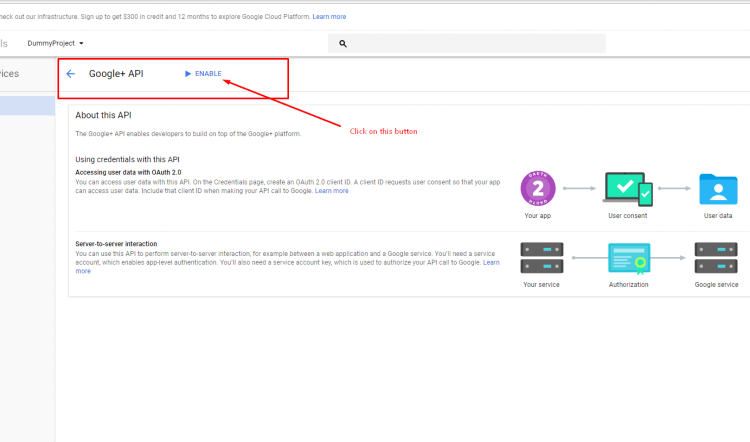 heck out our infrastructure. Sign up to get $300 in credit and 12 months to explore Google Cloud Platform. Learn more
ls DummyProject
vices Google+ API ENABLE
About this API
Click on this button
The Google+ API enables developers to build on top of the Google+ platform.
Using credentials with this API
Accessing user data with OAuth 2.0
You can access user data with this API. On the Credentials page, create an OAuth 2.0 client ID. A client ID requests user consent so that your app
can access user data. Include that client ID when making your API call to Google. Learn more
OAUTH
2
OAUTH
Your app User consent User data
Server-to-server interaction
You can use this API to perform server-to-server interaction, for example between a web application and a Google service. You'll need a service
account, which enables app-level authentication. You'll also need a service account key, which is used to authorize your API call to Google. Learn
more
Your service Authorization Google service